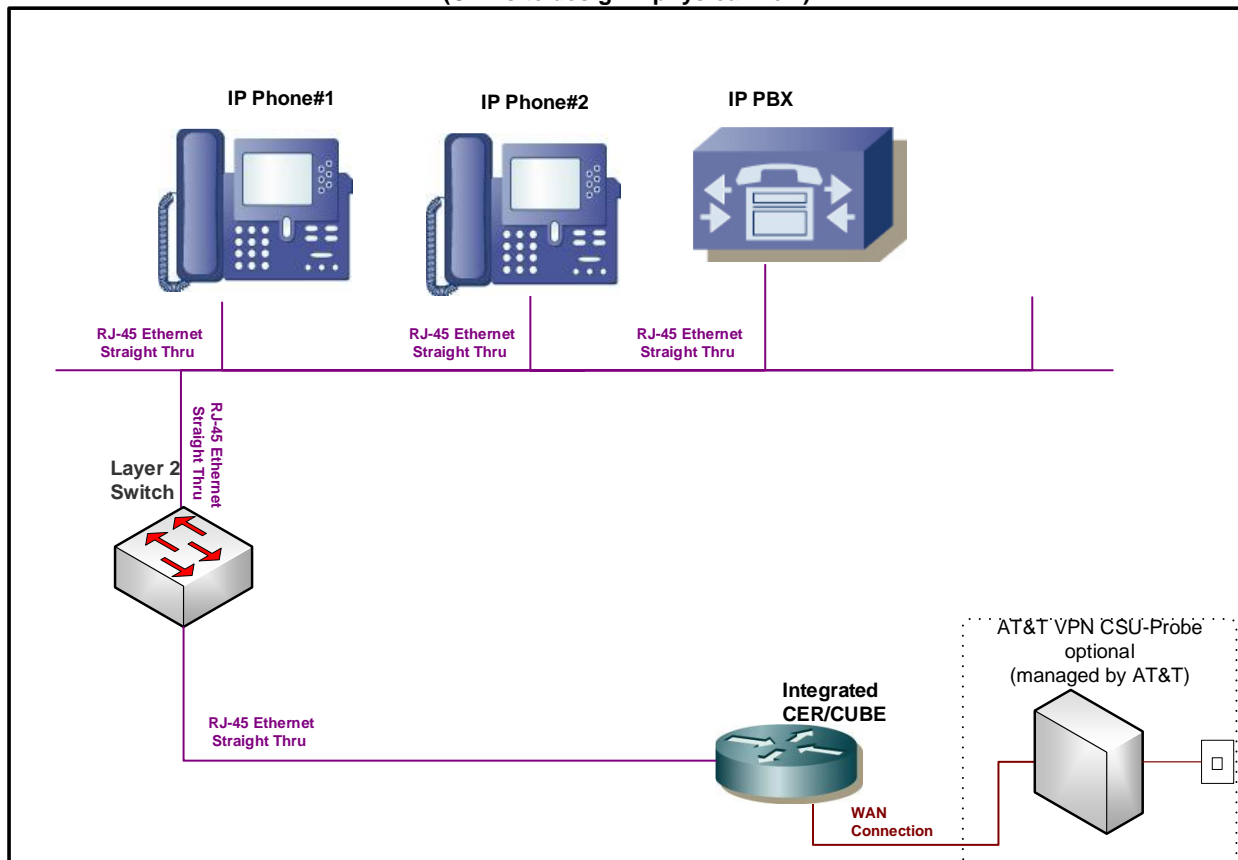 IP Phone#1
IP Phone#2
IP PBX
RJ-45 Ethernet
Straight Thru
RJ-45 Ethernet
Straight Thru
RJ-45 Ethernet
Straight Thru
RJ-45 Ethernet
Straight Thru
Layer 2
Switch
RJ-45 Ethernet
Straight Thru
Integrated
CER/CUBE
WAN
Connection
AT&T VPN CSU-Probe
optional
(managed by AT&T)